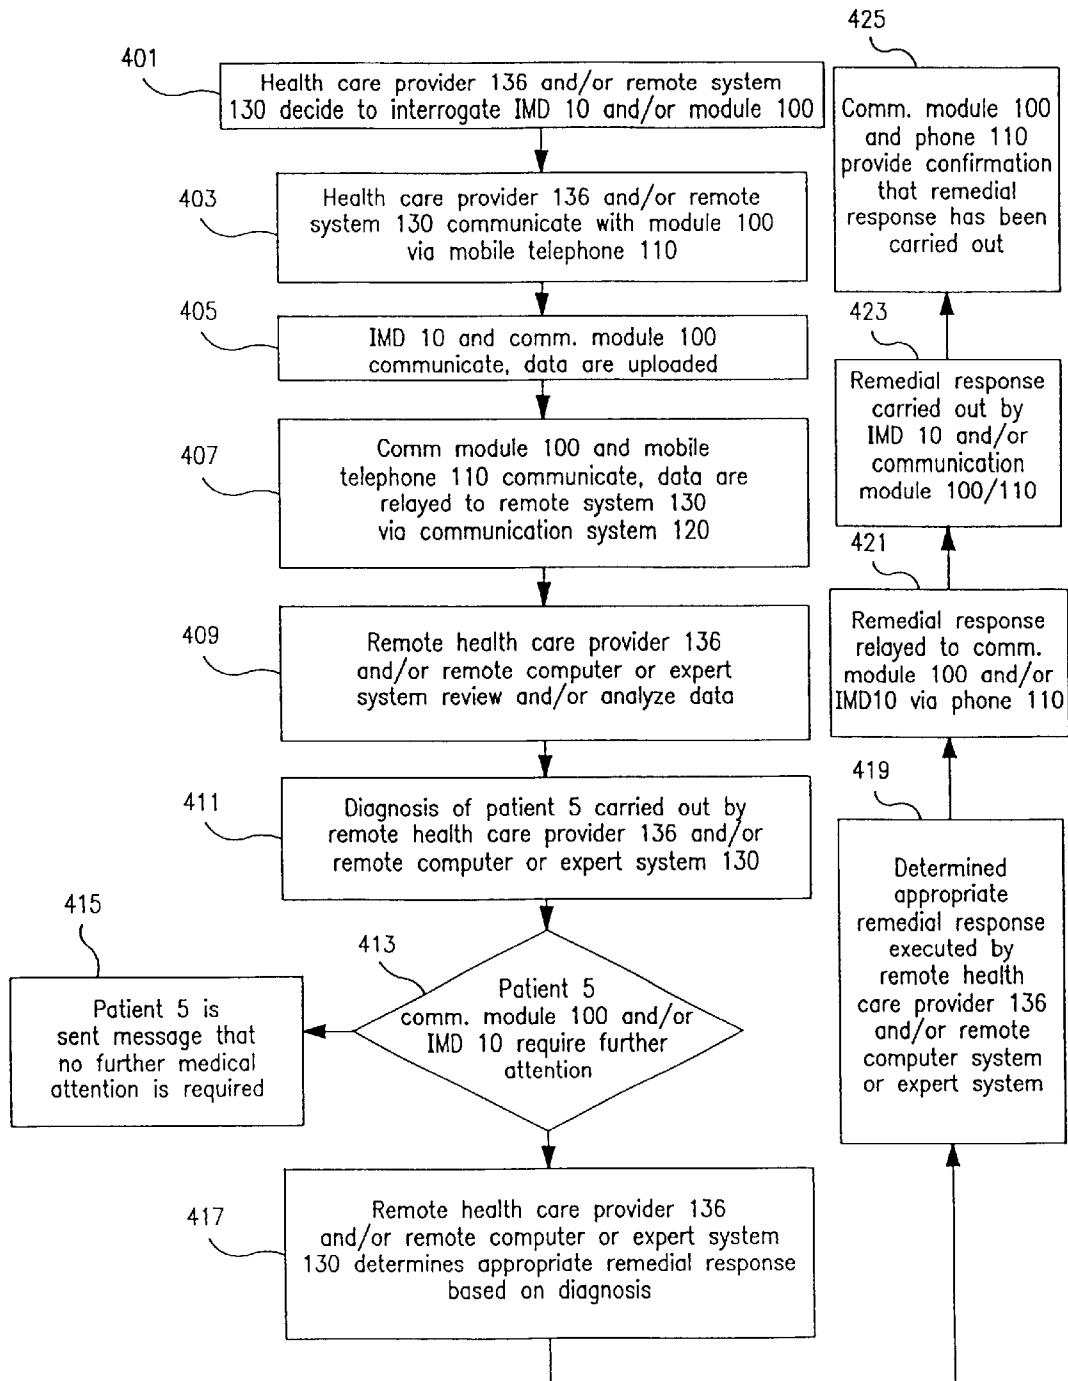 401
Health care provider 136 and/or remote system
130 decide to interrogate IMD 10 and/or module 100
403
Health care provider 136 and/or remote
system 130 communicate with module 100
via mobile telephone 110
405
IMD 10 and comm. module 100
communicate, data are uploaded
407
Comm module 100 and mobile
telephone 110 communicate, data are
relayed to remote system 130
via communication system 120
409
Remote health care provider 136
and/or remote computer or expert
system review and/or analyze data
411
Diagnosis of patient 5 carried out by
remote health care provider 136 and/or
remote computer or expert system 130
413
Patient 5
comm. module 100 and/or
IMD 10 require further
attention
415
Patient 5 is
sent message that
no further medical
attention is required
417
Remote health care provider 136
and/or remote computer or expert system
130 determines appropriate remedial response
based on diagnosis
419
Determined
appropriate
remedial response
executed by
remote health
care provider 136
and/or remote
computer system
or expert system
421
Remedial response
relayed to comm.
module 100 and/or
IMD10 via phone 110
423
Remedial response
carried out by
IMD 10 and/or
communication
module 100/110
425
Comm. module 100
and phone 110
provide confirmation
that remedial
response has been
carried out